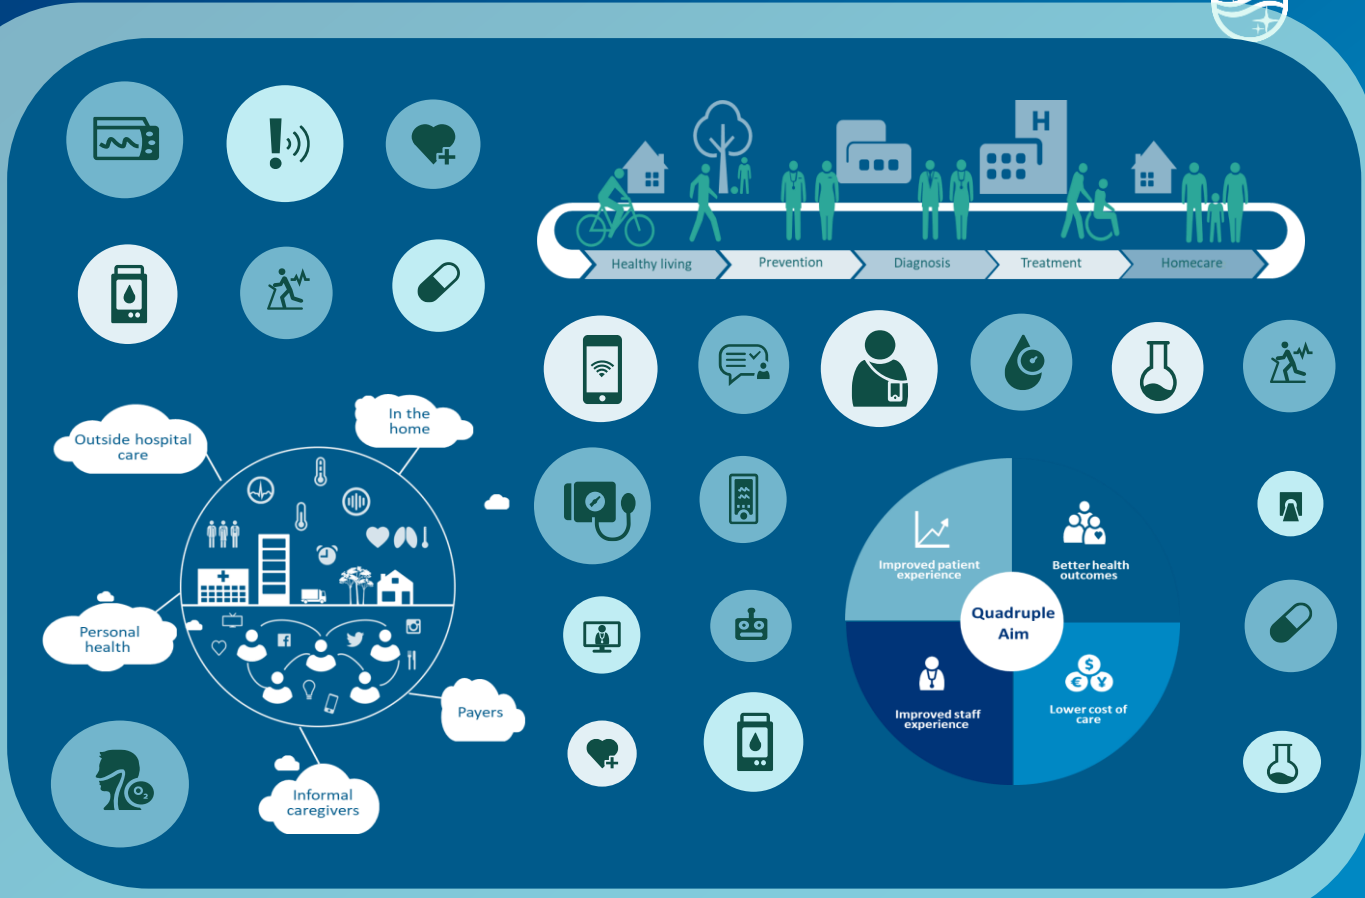 H
Healthy living
Prevention
Diagnosis
Treatment
Homecare
In the
home
Outside hospital
care
Personal
health
Payers
Informal
caregivers
O₂
Improved patient
experience
Better health
outcomes
Quadruple
Aim
Improved staff
experience
$
€ ¥
Lower cost of
care